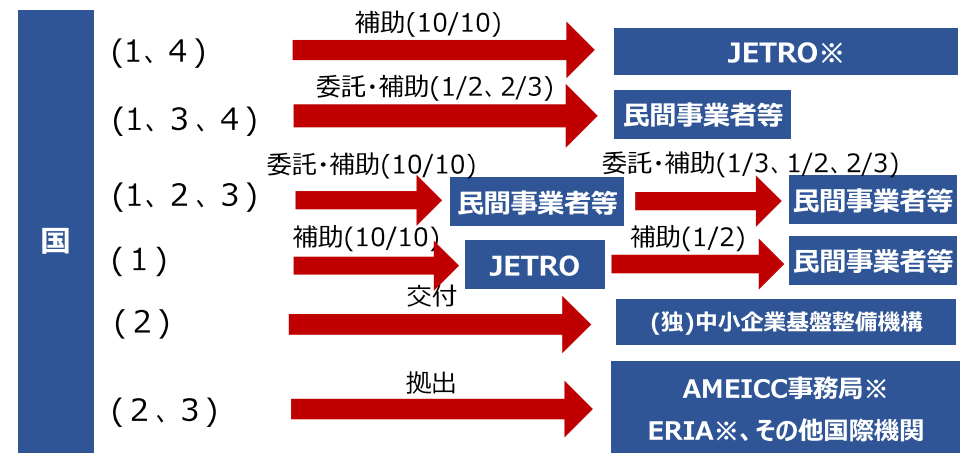 国
(1、4)
補助(10/10)
JETRO※
(1、3、4)
委託・補助(1/2、2/3)
民間事業者等
(1、2、3)
委託・補助(10/10)
民間事業者等
委託・補助(1/3、1/2、2/3)
民間事業者等
(1)
補助(10/10)
JETRO
補助(1/2)
民間事業者等
(2)
交付
(独)中小企業基盤整備機構
(2、3)
拠出
AMEICC事務局※
ERIA※、その他国際機関